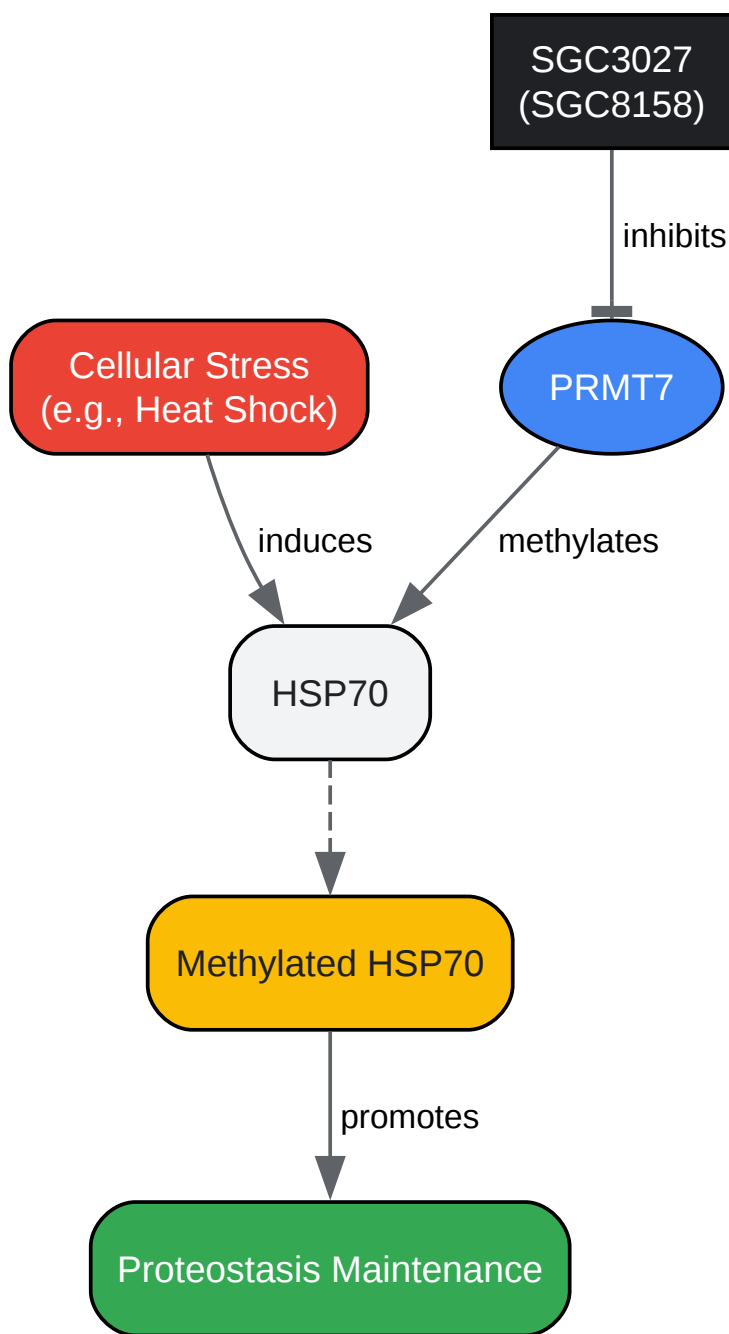 SGC3027
(SGC8158)
inhibits
Cellular Stress
(e.g., Heat Shock)
PRMT7
induces
methylates
HSP70
Methylated HSP70
promotes
Proteostasis Maintenance